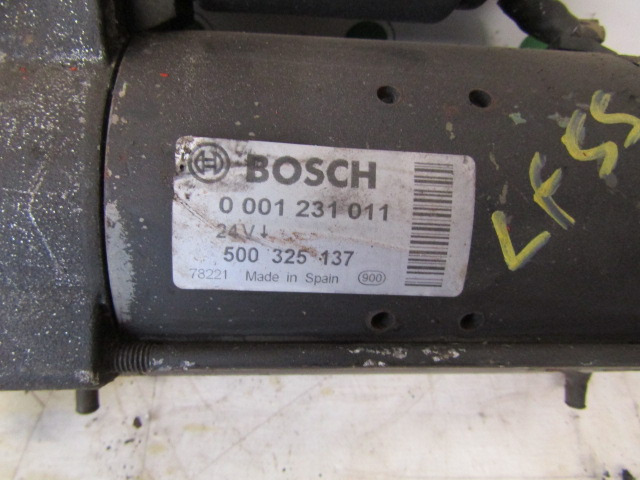 BOSCH
0 001 231 011
24V↓
500 325 137
78221 Made in Spain 900
LF55